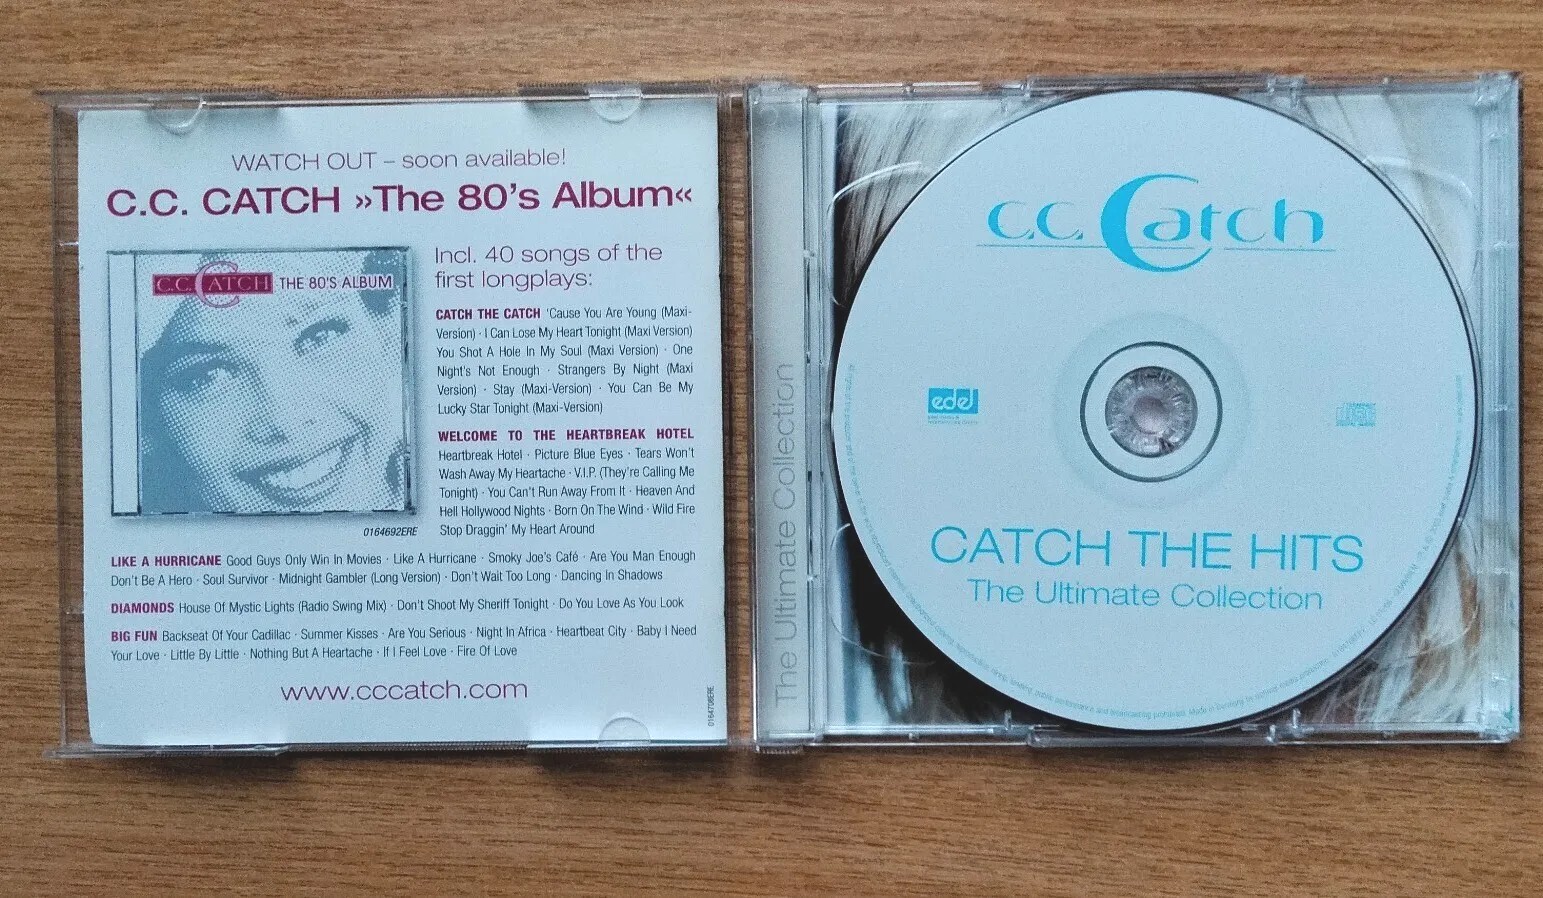 WATCH OUT – soon available!
C.C. CATCH »The 80's Album«
C.C. CATCH THE 80'S ALBUM
0164692ERE
Incl. 40 songs of the
first longplays:
CATCH THE CATCH 'Cause You Are Young (Maxi-
Version) · I Can Lose My Heart Tonight (Maxi Version)
You Shot A Hole In My Soul (Maxi Version) · One
Night's Not Enough · Strangers By Night (Maxi
Version) · Stay (Maxi-Version) · You Can Be My
Lucky Star Tonight (Maxi-Version)
WELCOME TO THE HEARTBREAK HOTEL
Heartbreak Hotel · Picture Blue Eyes · Tears Won't
Wash Away My Heartache · V.I.P. (They're Calling Me
Tonight) · You Can't Run Away From It · Heaven And
Hell Hollywood Nights · Born On The Wind · Wild Fire
Stop Draggin' My Heart Around
LIKE A HURRICANE Good Guys Only Win In Movies · Like A Hurricane · Smoky Joe's Café · Are You Man Enough
Don't Be A Hero · Soul Survivor · Midnight Gambler (Long Version) · Don't Wait Too Long · Dancing In Shadows
DIAMONDS House Of Mystic Lights (Radio Swing Mix) · Don't Shoot My Sheriff Tonight · Do You Love As You Look
BIG FUN Backseat Of Your Cadillac · Summer Kisses · Are You Serious · Night In Africa · Heartbeat City · Baby I Need
Your Love · Little By Little · Nothing But A Heartache · If I Feel Love · Fire Of Love
www.cccatch.com
0164708ERE
The Ultimate Collection
c.c. Catch
edel
CATCH THE HITS
The Ultimate Collection